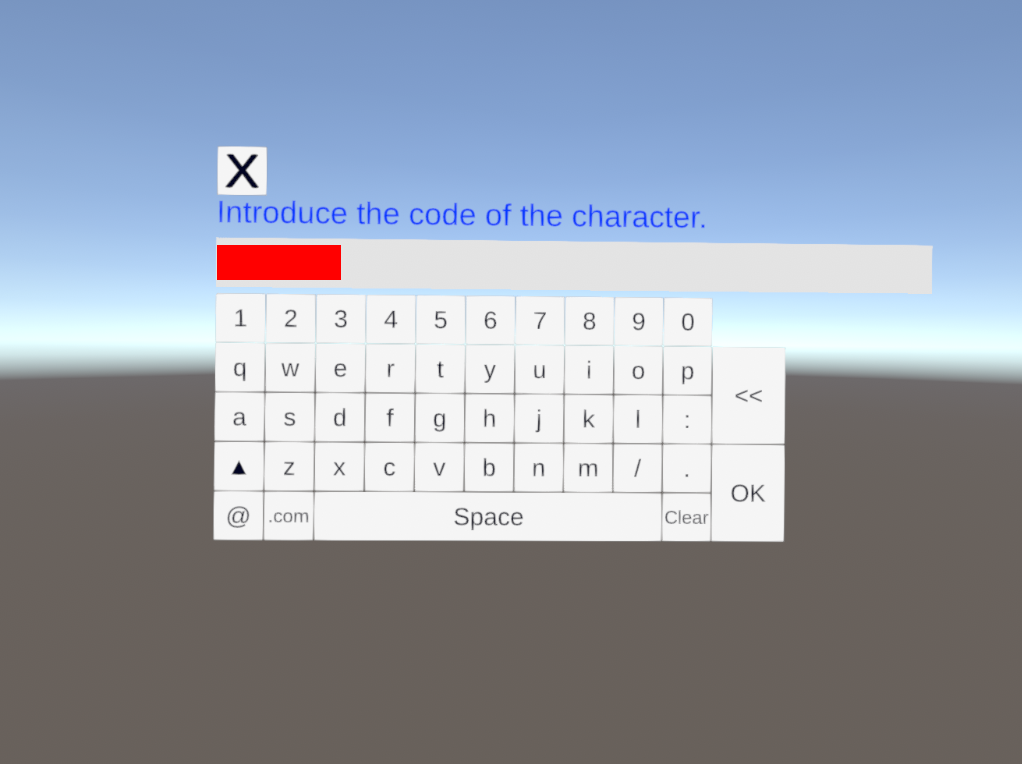 X
Introduce the code of the character.
1 2 3 4 5 6 7 8 9 0
q w e r t y u i o p <<
a s d f g h j k l :
▲ z x c v b n m / . OK
@ .com Space Clear